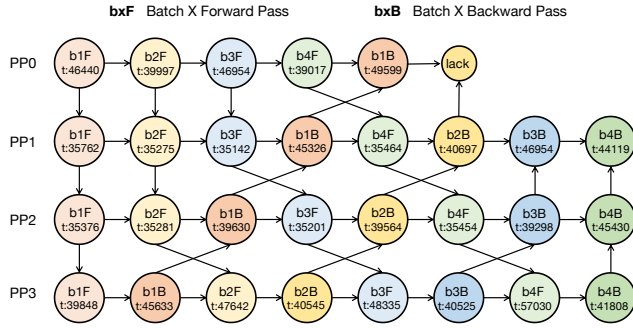 bxF Batch X Forward Pass bxB Batch X Backward Pass
PP0 b1F b2F b3F b4F b1B lack
t:46440 t:39997 t:46954 t:39017 t:49599
PP1 b1F b2F b3F b1B b4F b2B b3B b4B
t:35762 t:35275 t:35142 t:45326 t:35464 t:40697 t:46954 t:44119
PP2 b1F b2F b1B b3F b2B b4F b3B b4B
t:35376 t:35281 t:39630 t:35201 t:39564 t:35454 t:39298 t:45430
PP3 b1F b1B b2F b2B b3F b3B b4F b4B
t:39848 t:45633 t:47642 t:40545 t:48335 t:40525 t:57030 t:41808